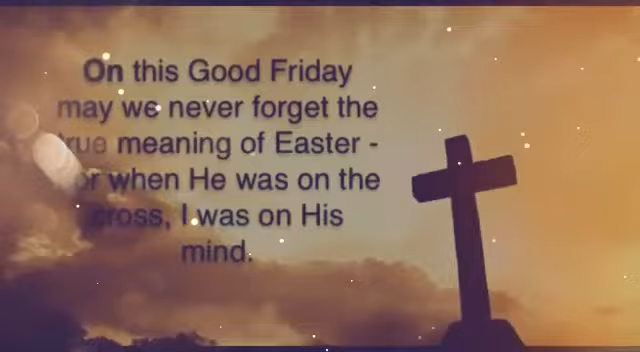 On this Good Friday
may we never forget the
true meaning of Easter -
or when He was on the
cross, I was on His
mind.